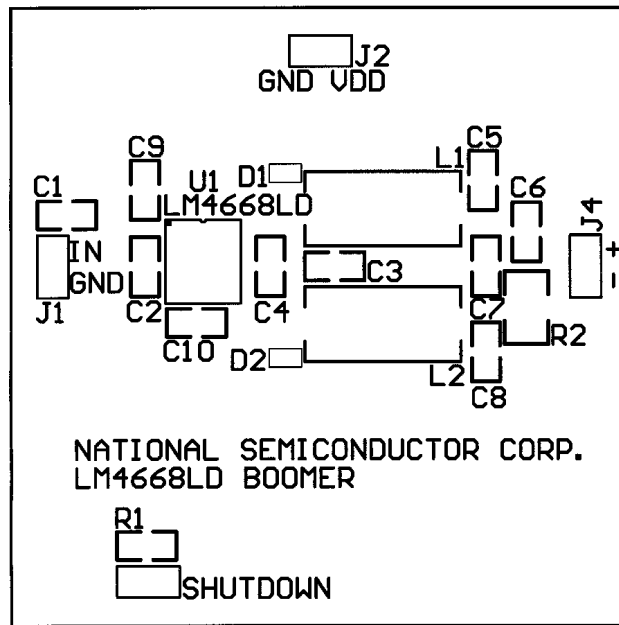 J2
GND VDD
C9
C5
L1
D1
U1
C1
C6
LM4668LD
J4
IN
+
C3
GND
-
J1
C2
C4
C7
C10
R2
D2
L2
C8
NATIONAL SEMICONDUCTOR CORP.
LM4668LD BOOMER
R1
SHUTDOWN